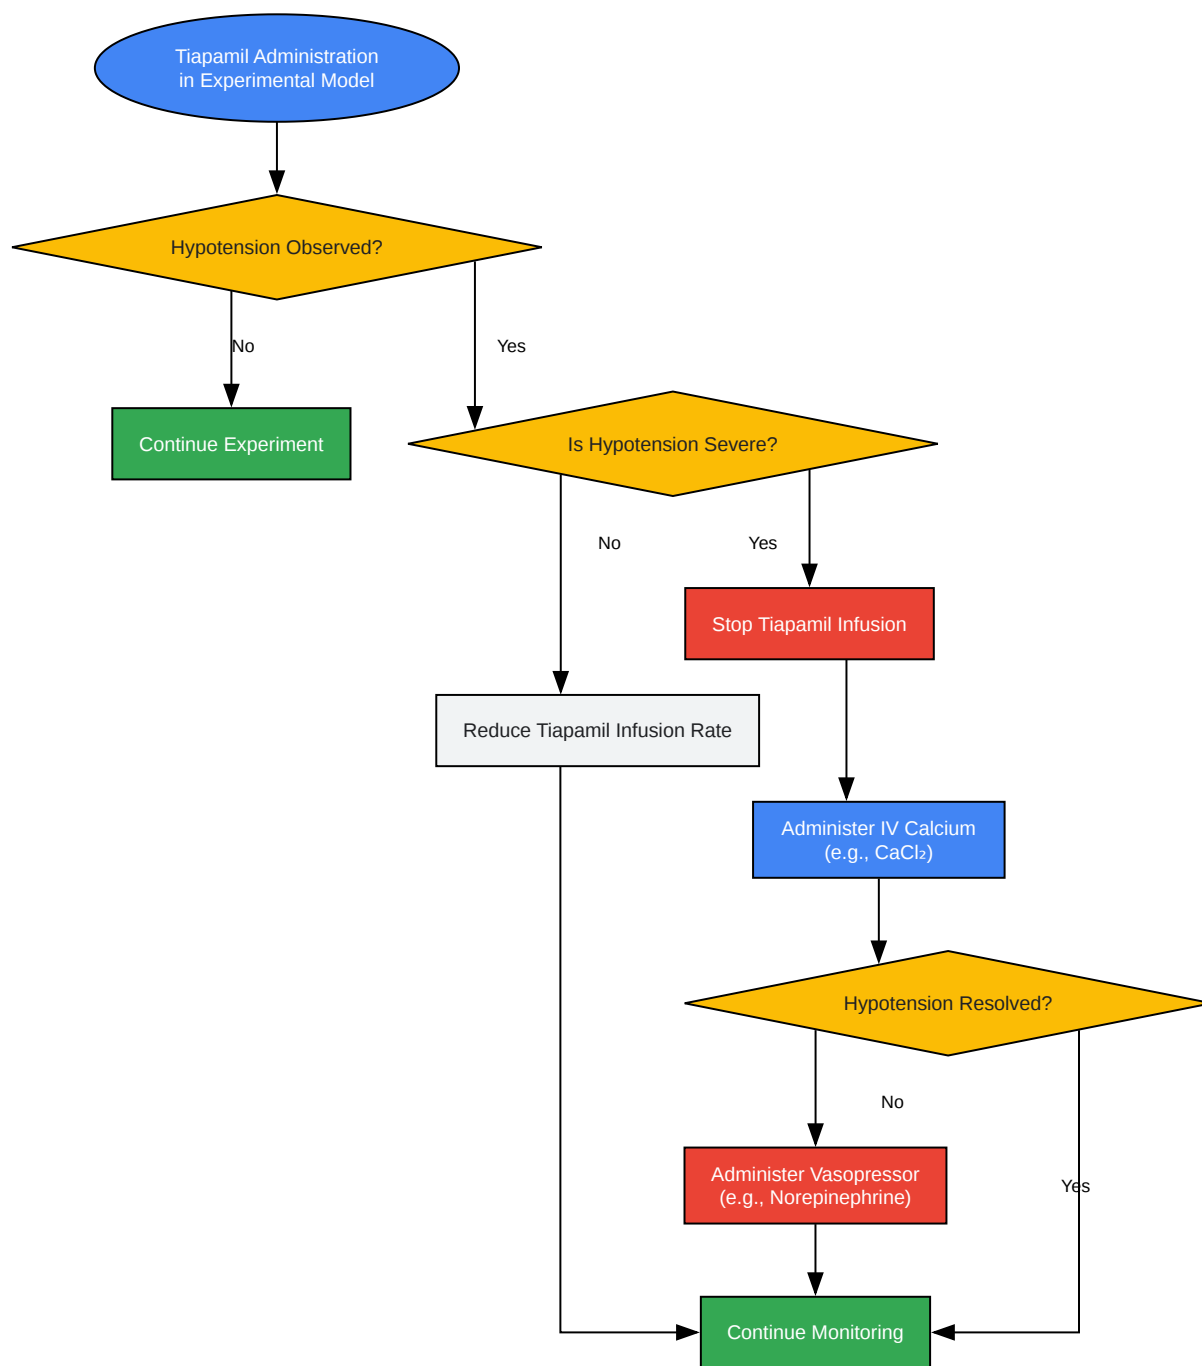 Tiapamil Administration
in Experimental Model
Hypotension Observed?
No
Yes
Continue Experiment
Is Hypotension Severe?
No
Yes
Stop Tiapamil Infusion
Reduce Tiapamil Infusion Rate
Administer IV Calcium
(e.g., CaCl₂)
Hypotension Resolved?
No
Administer Vasopressor
(e.g., Norepinephrine)
Yes
Continue Monitoring